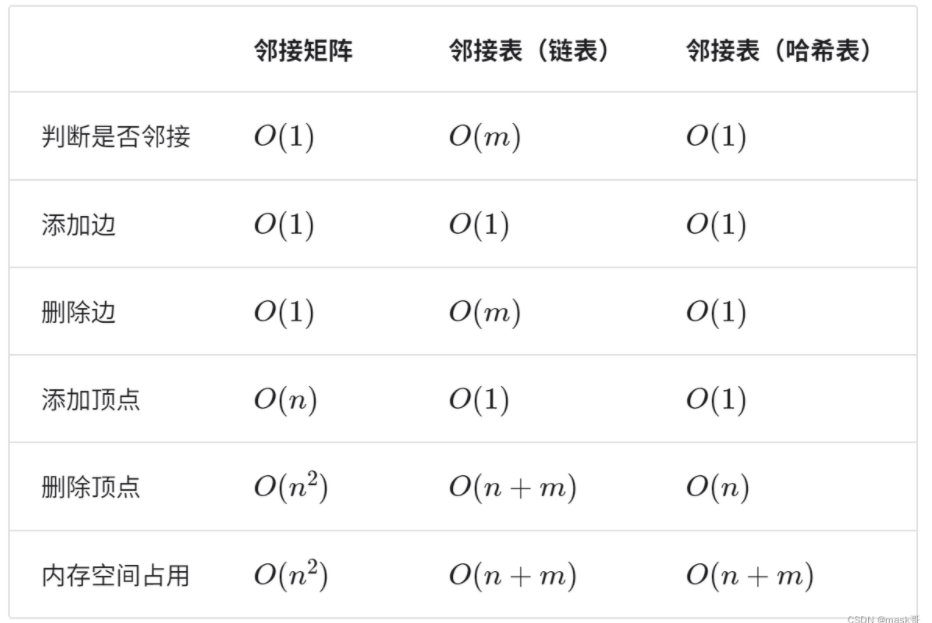 邻接矩阵 邻接表（链表） 邻接表（哈希表）
判断是否邻接 O(1) O(m) O(1)
添加边 O(1) O(1) O(1)
删除边 O(1) O(m) O(1)
添加顶点 O(n) O(1) O(1)
删除顶点 O(n²) O(n + m) O(n)
内存空间占用 O(n²) O(n + m) O(n + m)
CSDN @mask哥